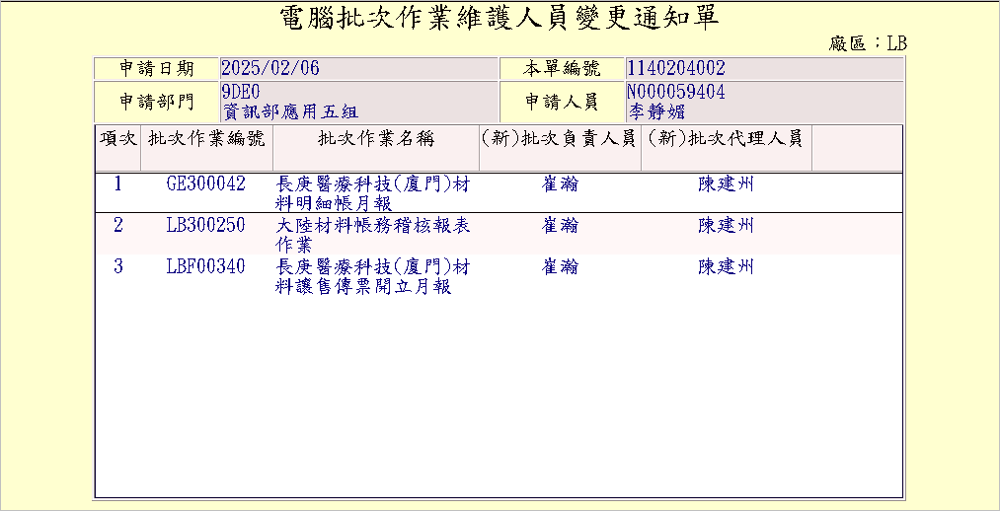 電腦批次作業維護人員變更通知單
廠區：LB
申請日期 2025/02/06 本單編號 1140204002
申請部門 9DE0 資訊部應用五組 申請人員 N000059404 李靜媚
項次 批次作業編號 批次作業名稱 (新)批次負責人員 (新)批次代理人員
1 GE300042 長庚醫療科技(廈門)材 崔瀚 陳建州
料明細帳月報
2 LB300250 大陸材料帳務稽核報表 崔瀚 陳建州
作業
3 LBF00340 長庚醫療科技(廈門)材 崔瀚 陳建州
料讓售傳票開立月報